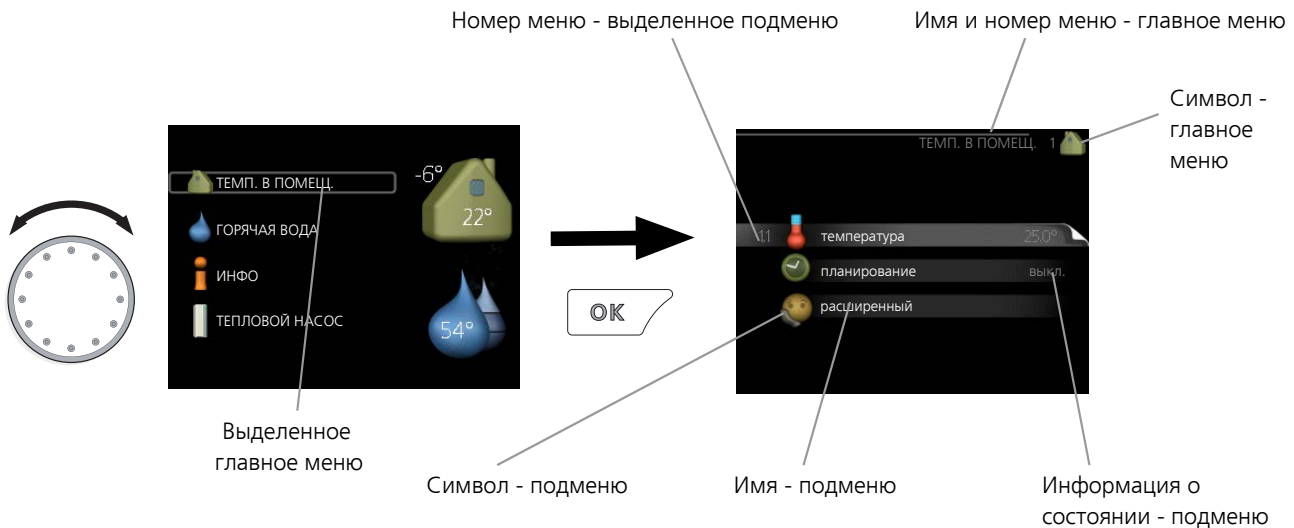 Номер меню - выделенное подменю
Имя и номер меню - главное меню
Символ -
главное
меню
ТЕМП. В ПОМЕЩ.
ГОРЯЧАЯ ВОДА
ИНФО
ТЕПЛОВОЙ НАСОС
-6°
22°
54°
OK
ТЕМП. В ПОМЕЩ. 1
1.1 температура 25.0°
планирование выкл.
расширенный
Выделенное
главное меню
Символ - подменю
Имя - подменю
Информация о
состоянии - подменю